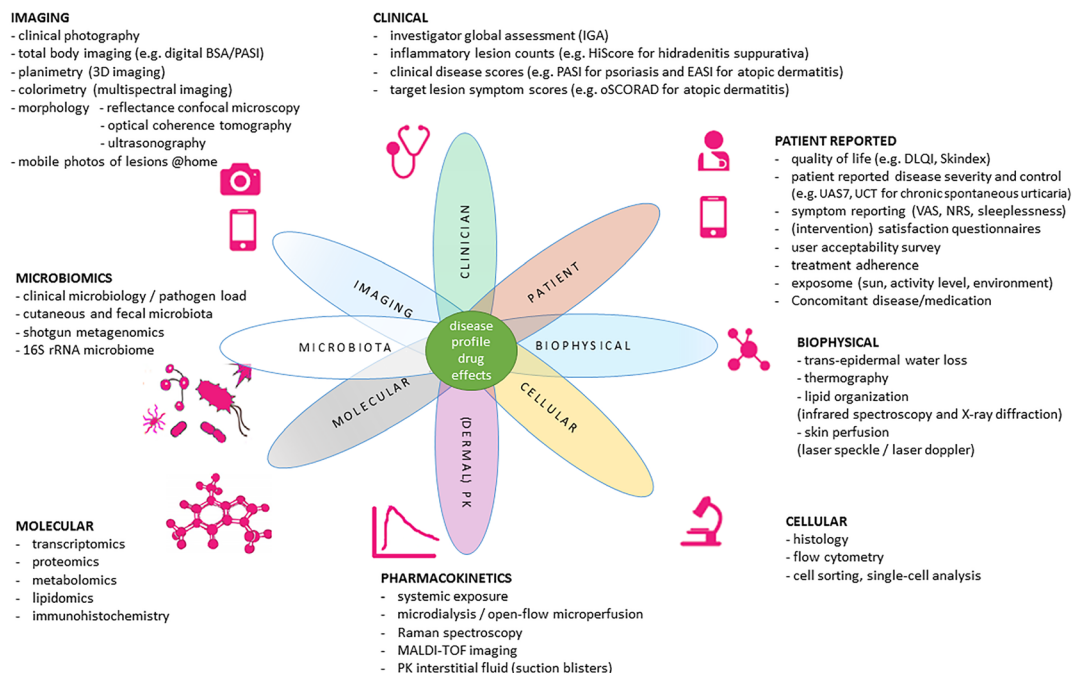 IMAGING
- clinical photography
- total body imaging (e.g. digital BSA/PASI)
- planimetry (3D imaging)
- colorimetry (multispectral imaging)
- morphology - reflectance confocal microscopy
- optical coherence tomography
- ultrasonography
- mobile photos of lesions @home
CLINICAL
- investigator global assessment (IGA)
- inflammatory lesion counts (e.g. HiScore for hidradenitis suppurativa)
- clinical disease scores (e.g. PASI for psoriasis and EASI for atopic dermatitis)
- target lesion symptom scores (e.g. oSCORAD for atopic dermatitis)
PATIENT REPORTED
- quality of life (e.g. DLQI, Skindex)
- patient reported disease severity and control
(e.g. UAS7, UCT for chronic spontaneous urticaria)
- symptom reporting (VAS, NRS, sleeplessness)
- (intervention) satisfaction questionnaires
- user acceptability survey
- treatment adherence
- exposome (sun, activity level, environment)
- Concomitant disease/medication
MICROBIOMICS
- clinical microbiology / pathogen load
- cutaneous and fecal microbiota
- shotgun metagenomics
- 16S rRNA microbiome
CLINICIAN
PATIENT
IMAGING
MICROBIOTA
BIOPHYSICAL
MOLECULAR
CELLULAR
(DERMAL) PK
disease
profile
drug
effects
BIOPHYSICAL
- trans-epidermal water loss
- thermography
- lipid organization
(infrared spectroscopy and X-ray diffraction)
- skin perfusion
(laser speckle / laser doppler)
MOLECULAR
- transcriptomics
- proteomics
- metabolomics
- lipidomics
- immunohistochemistry
PHARMACOKINETICS
- systemic exposure
- microdialysis / open-flow microperfusion
- Raman spectroscopy
- MALDI-TOF imaging
- PK interstitial fluid (suction blisters)
CELLULAR
- histology
- flow cytometry
- cell sorting, single-cell analysis